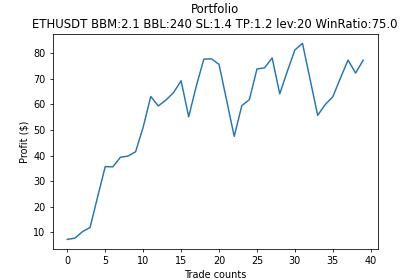 Portfolio
ETHUSDT BBM:2.1 BBL:240 SL:1.4 TP:1.2 lev:20 WinRatio:75.0
80
70
60
50
40
30
20
10
Profit ($)
0 5 10 15 20 25 30 35 40
Trade counts